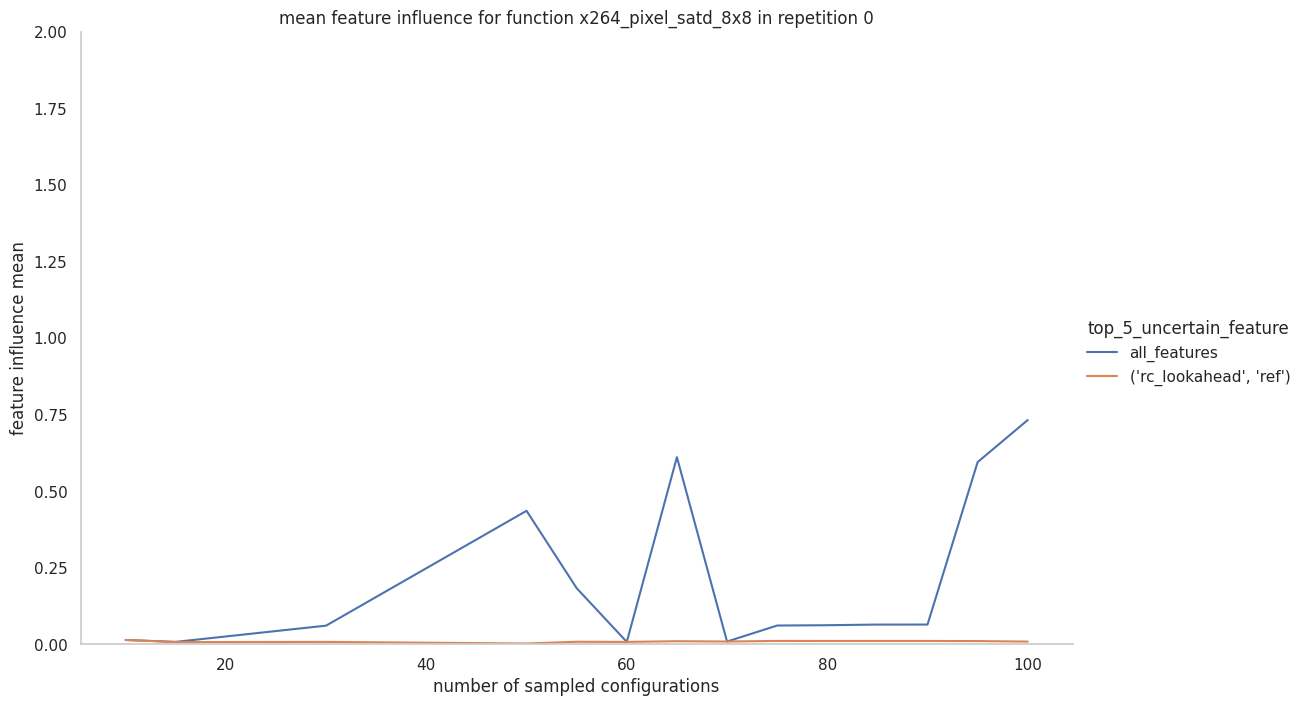 mean feature influence for function x264_pixel_satd_8x8 in repetition 0
2.00
1.75
1.50
1.25
1.00
0.75
0.50
0.25
0.00
feature influence mean
20
40
60
80
100
number of sampled configurations
top_5_uncertain_feature
all_features
('rc_lookahead', 'ref')